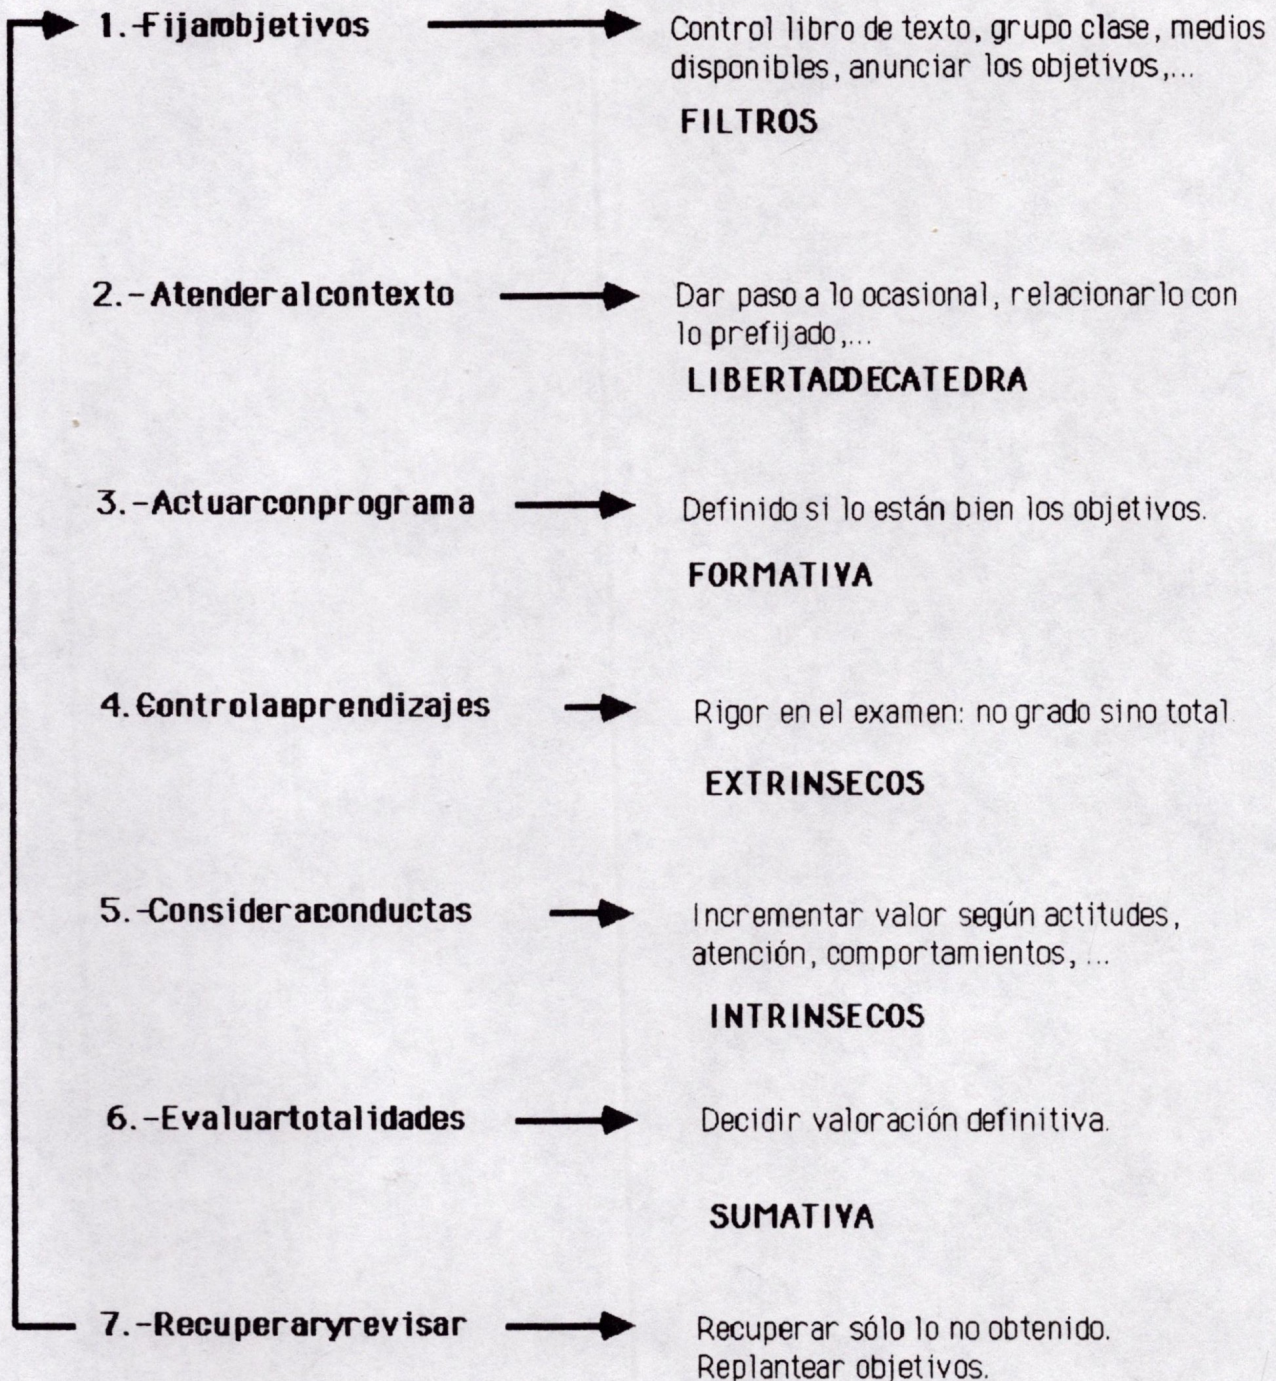 1.-Fijarobjetivos
Control libro de texto, grupo clase, medios
disponibles, anunciar los objetivos,...
FILTROS
2.-Atenderalcontexto
Dar paso a lo ocasional, relacionarlo con
lo prefijado,...
LIBERTADDECATEDRA
3.-Actuarconprograma
Definido si lo están bien los objetivos.
FORMATIVA
4.-Controlaraprendizajes
Rigor en el examen: no grado sino total.
EXTRINSECOS
5.-Considerarconductas
Incrementar valor según actitudes,
atención, comportamientos, ...
INTRINSECOS
6.-Evaluartotalidades
Decidir valoración definitiva.
SUMATIVA
7.-Recuperaryrevisar
Recuperar sólo lo no obtenido.
Replantear objetivos.